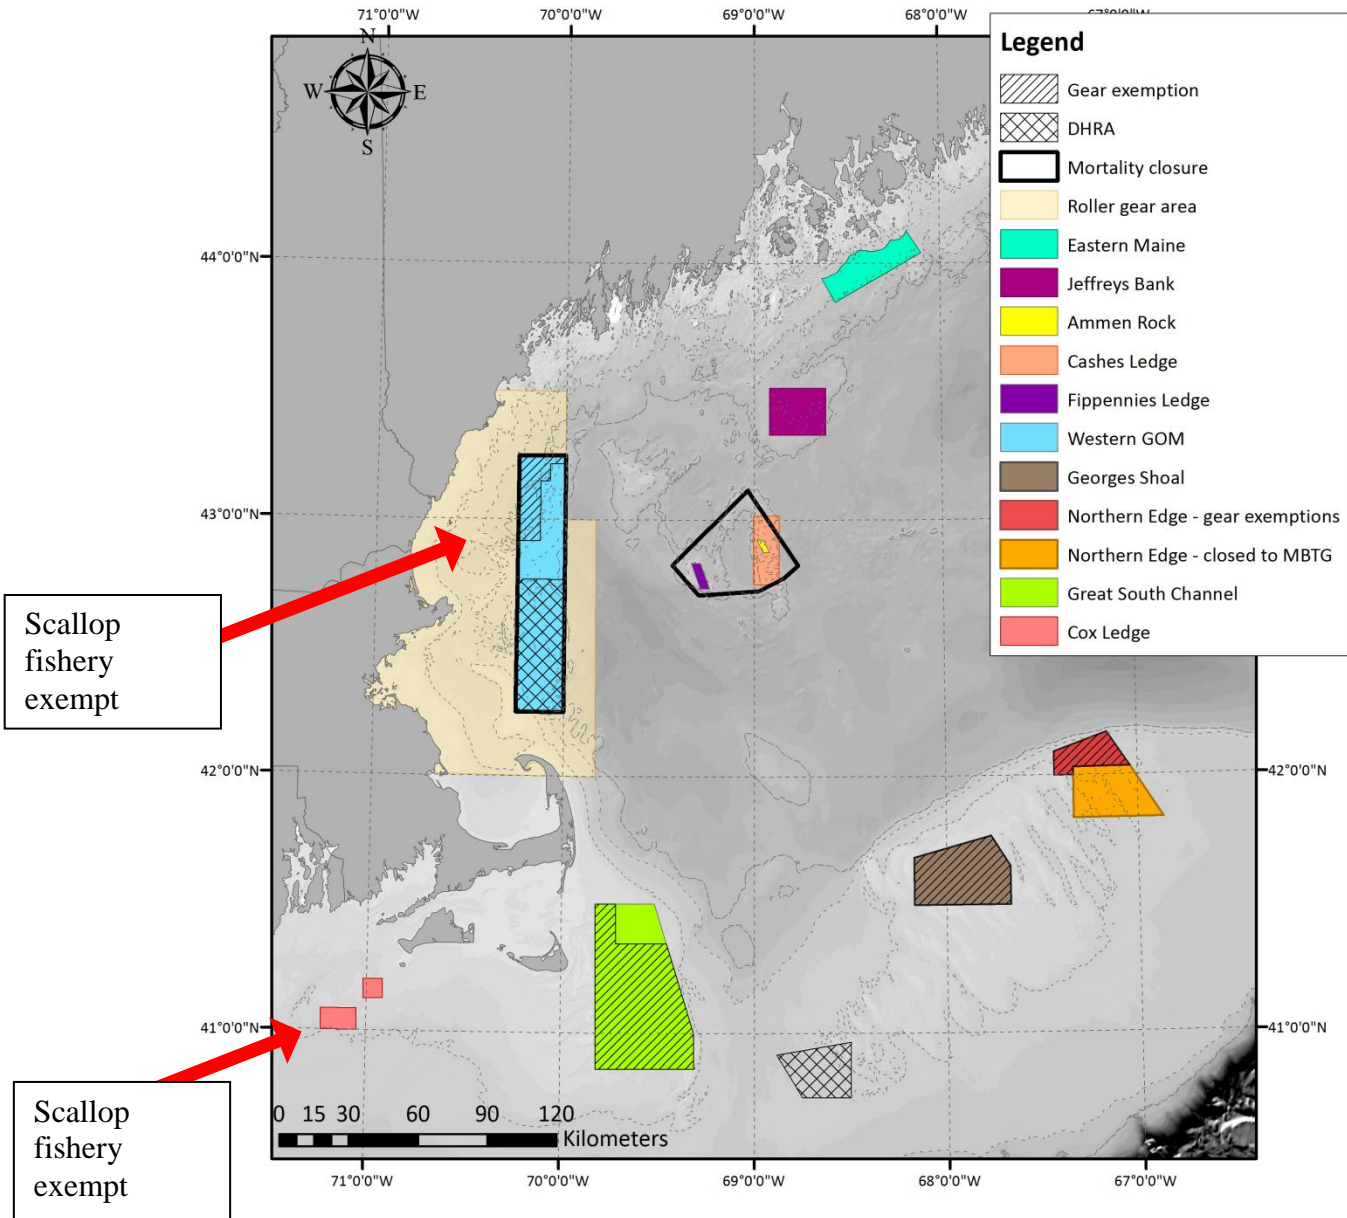 71°0'0"W 70°0'0"W 69°0'0"W 68°0'0"W
N
W E
S
Legend
Gear exemption
DHRA
Mortality closure
Roller gear area
Eastern Maine
Jeffreys Bank
Ammen Rock
Cashes Ledge
Fippennies Ledge
Western GOM
Georges Shoal
Northern Edge - gear exemptions
Northern Edge - closed to MBTG
Great South Channel
Cox Ledge
44°0'0"N
43°0'0"N
42°0'0"N 42°0'0"N
41°0'0"N 41°0'0"N
Scallop
fishery
exempt
Scallop
fishery
exempt
0 15 30 60 90 120
Kilometers
71°0'0"W 70°0'0"W 69°0'0"W 68°0'0"W 67°0'0"W